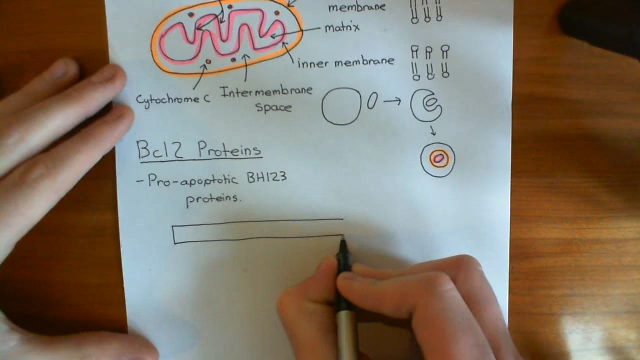 membrane
matrix
inner membrane
Cytochrome C
Intermembrane
space
Bcl2 Proteins
- Pro-apoptotic BH123
proteins.